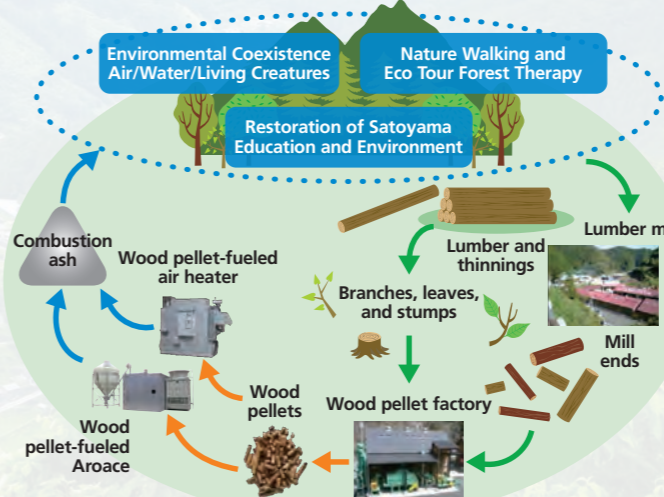 Environmental Coexistence
Air/Water/Living Creatures
Nature Walking and
Eco Tour Forest Therapy
Restoration of Satoyama
Education and Environment
Combustion
ash
Wood pellet-fueled
air heater
Lumber and
thinnings
Lumber m
Branches, leaves,
and stumps
Mill
ends
Wood
pellets
Wood pellet factory
Wood
pellet-fueled
Aroace